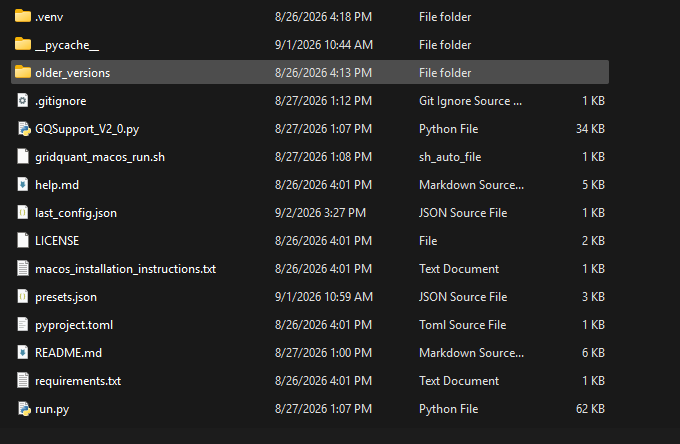 .venv 8/26/2026 4:18 PM File folder
__pycache__ 9/1/2026 10:44 AM File folder
older_versions 8/26/2026 4:13 PM File folder
.gitignore 8/27/2026 1:12 PM Git Ignore Source ... 1 KB
GQSupport_V2_0.py 8/27/2026 1:07 PM Python File 34 KB
gridquant_macos_run.sh 8/27/2026 1:08 PM sh_auto_file 1 KB
help.md 8/26/2026 4:01 PM Markdown Source... 5 KB
last_config.json 9/2/2026 3:27 PM JSON Source File 1 KB
LICENSE 8/26/2026 4:01 PM File 2 KB
macos_installation_instructions.txt 8/26/2026 4:01 PM Text Document 1 KB
presets.json 9/1/2026 10:59 AM JSON Source File 3 KB
pyproject.toml 8/26/2026 4:01 PM Toml Source File 1 KB
README.md 8/27/2026 1:00 PM Markdown Source... 6 KB
requirements.txt 8/26/2026 4:01 PM Text Document 1 KB
run.py 8/27/2026 1:07 PM Python File 62 KB